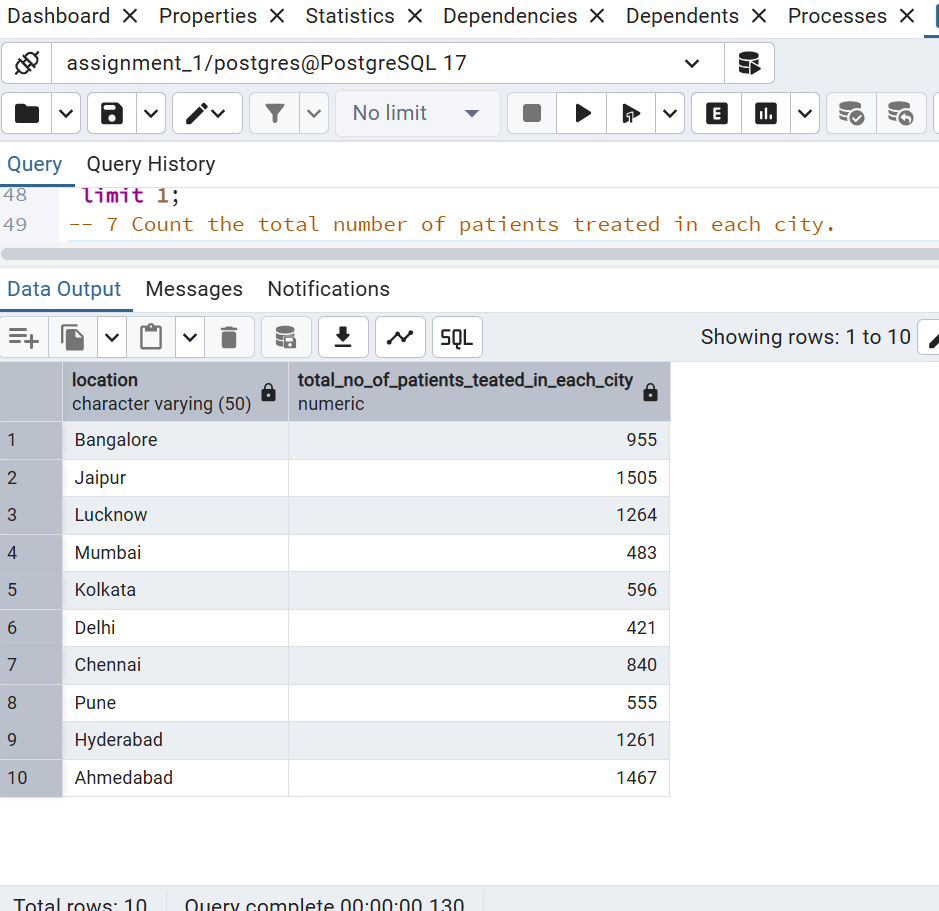 Dashboard Properties Statistics Dependencies Dependents Processes
assignment_1/postgres@PostgreSQL 17
No limit
E
Query Query History
48 limit 1;
49 -- 7 Count the total number of patients treated in each city.
Data Output Messages Notifications
SQL Showing rows: 1 to 10
location total_no_of_patients_teated_in_each_city
character varying (50) numeric
1 Bangalore 955
2 Jaipur 1505
3 Lucknow 1264
4 Mumbai 483
5 Kolkata 596
6 Delhi 421
7 Chennai 840
8 Pune 555
9 Hyderabad 1261
10 Ahmedabad 1467
Total rows: 10 Query complete 00:00:00.130